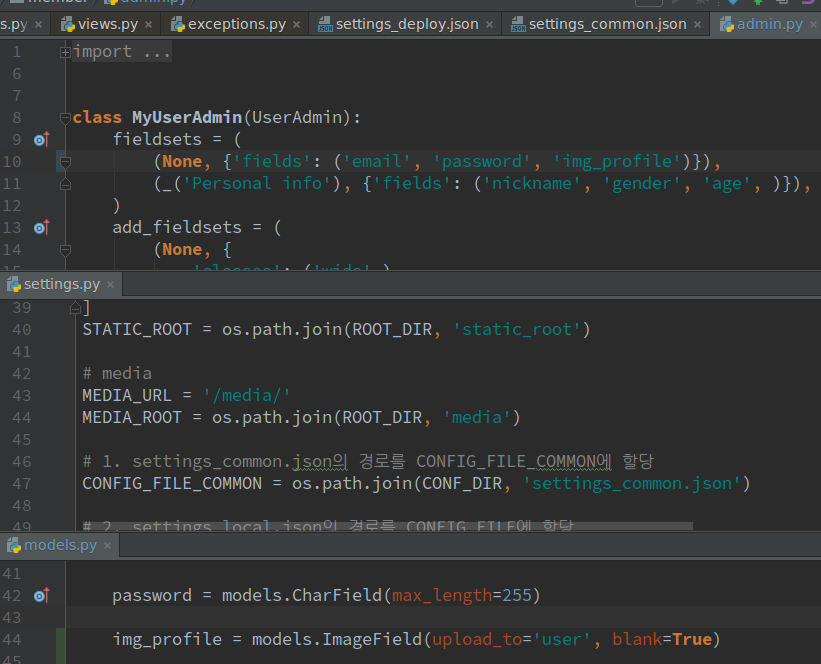 member admin.py
s.py × views.py × exceptions.py × settings_deploy.json × settings_common.json × admin.py ×
1 import ...
6
7
8 class MyUserAdmin(UserAdmin):
9 fieldsets = (
10 (None, {'fields': ('email', 'password', 'img_profile')}),
11 (_('Personal info'), {'fields': ('nickname', 'gender', 'age', )}),
12 )
13 add_fieldsets = (
14 (None, {
15 'classes': ('wide',)
settings.py ×
39 ]
40 STATIC_ROOT = os.path.join(ROOT_DIR, 'static_root')
41
42 # media
43 MEDIA_URL = '/media/'
44 MEDIA_ROOT = os.path.join(ROOT_DIR, 'media')
45
46 # 1. settings_common.json의 경로를 CONFIG_FILE_COMMON에 할당
47 CONFIG_FILE_COMMON = os.path.join(CONF_DIR, 'settings_common.json')
48
49 # 2. settings_local.json의 경로를 CONFIG_FILE에 할당
models.py ×
41
42 password = models.CharField(max_length=255)
43
44 img_profile = models.ImageField(upload_to='user', blank=True)
45